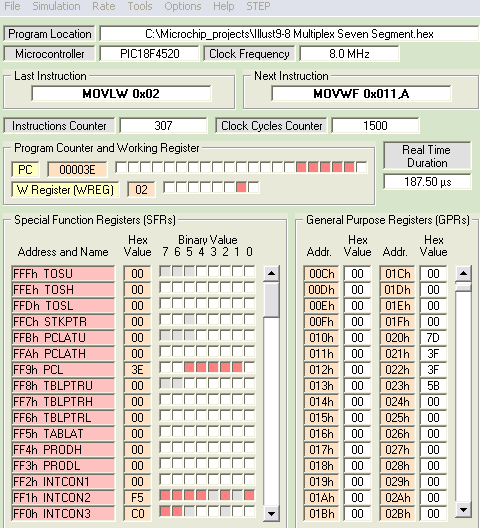 File Simulation Rate Tools Options Help STEP
Program Location C:\Microchip_projects\Illust9-8 Multiplex Seven Segment.hex
Microcontroller PIC18F4520 Clock Frequency 8.0 MHz
Last Instruction Next Instruction
MOVLW 0x02 MOVWF 0x011,A
Instructions Counter 307 Clock Cycles Counter 1500
Program Counter and Working Register Real Time
PC 00003E Duration
W Register (WREG) 02 187.50 µs
Special Function Registers (SFRs) General Purpose Registers (GPRs)
Hex Binary Value Hex Hex
Address and Name Value 7 6 5 4 3 2 1 0 Addr. Value Addr. Value
FFFh TOSU 00 00Ch 00 01Ch 00
FFEh TOSH 00 00Dh 00 01Dh 00
FFDh TOSL 00 00Eh 00 01Eh 00
FFCh STKPTR 00 00Fh 00 01Fh 00
FFBh PCLATU 00 010h 00 020h 7D
FFAh PCLATH 00 011h 00 021h 3F
FF9h PCL 3E 012h 00 022h 3F
FF8h TBLPTRU 00 013h 00 023h 5B
FF7h TBLPTRH 00 014h 00 024h 00
FF6h TBLPTRL 00 015h 00 025h 00
FF5h TABLAT 00 016h 00 026h 00
FF4h PRODH 00 017h 00 027h 00
FF3h PRODL 00 018h 00 028h 00
FF2h INTCON1 00 019h 00 029h 00
FF1h INTCON2 F5 01Ah 00 02Ah 00
FF0h INTCON3 C0 01Bh 00 02Bh 00